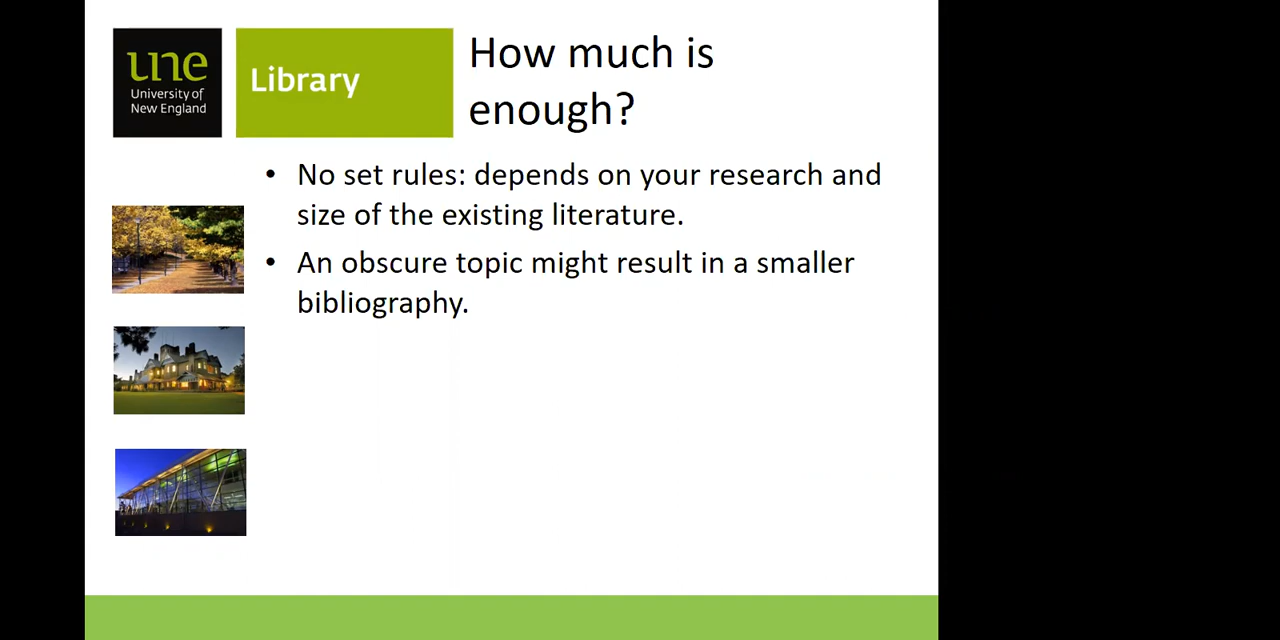 une
University of
New England
Library
How much is
enough?
• No set rules: depends on your research and
size of the existing literature.
• An obscure topic might result in a smaller
bibliography.